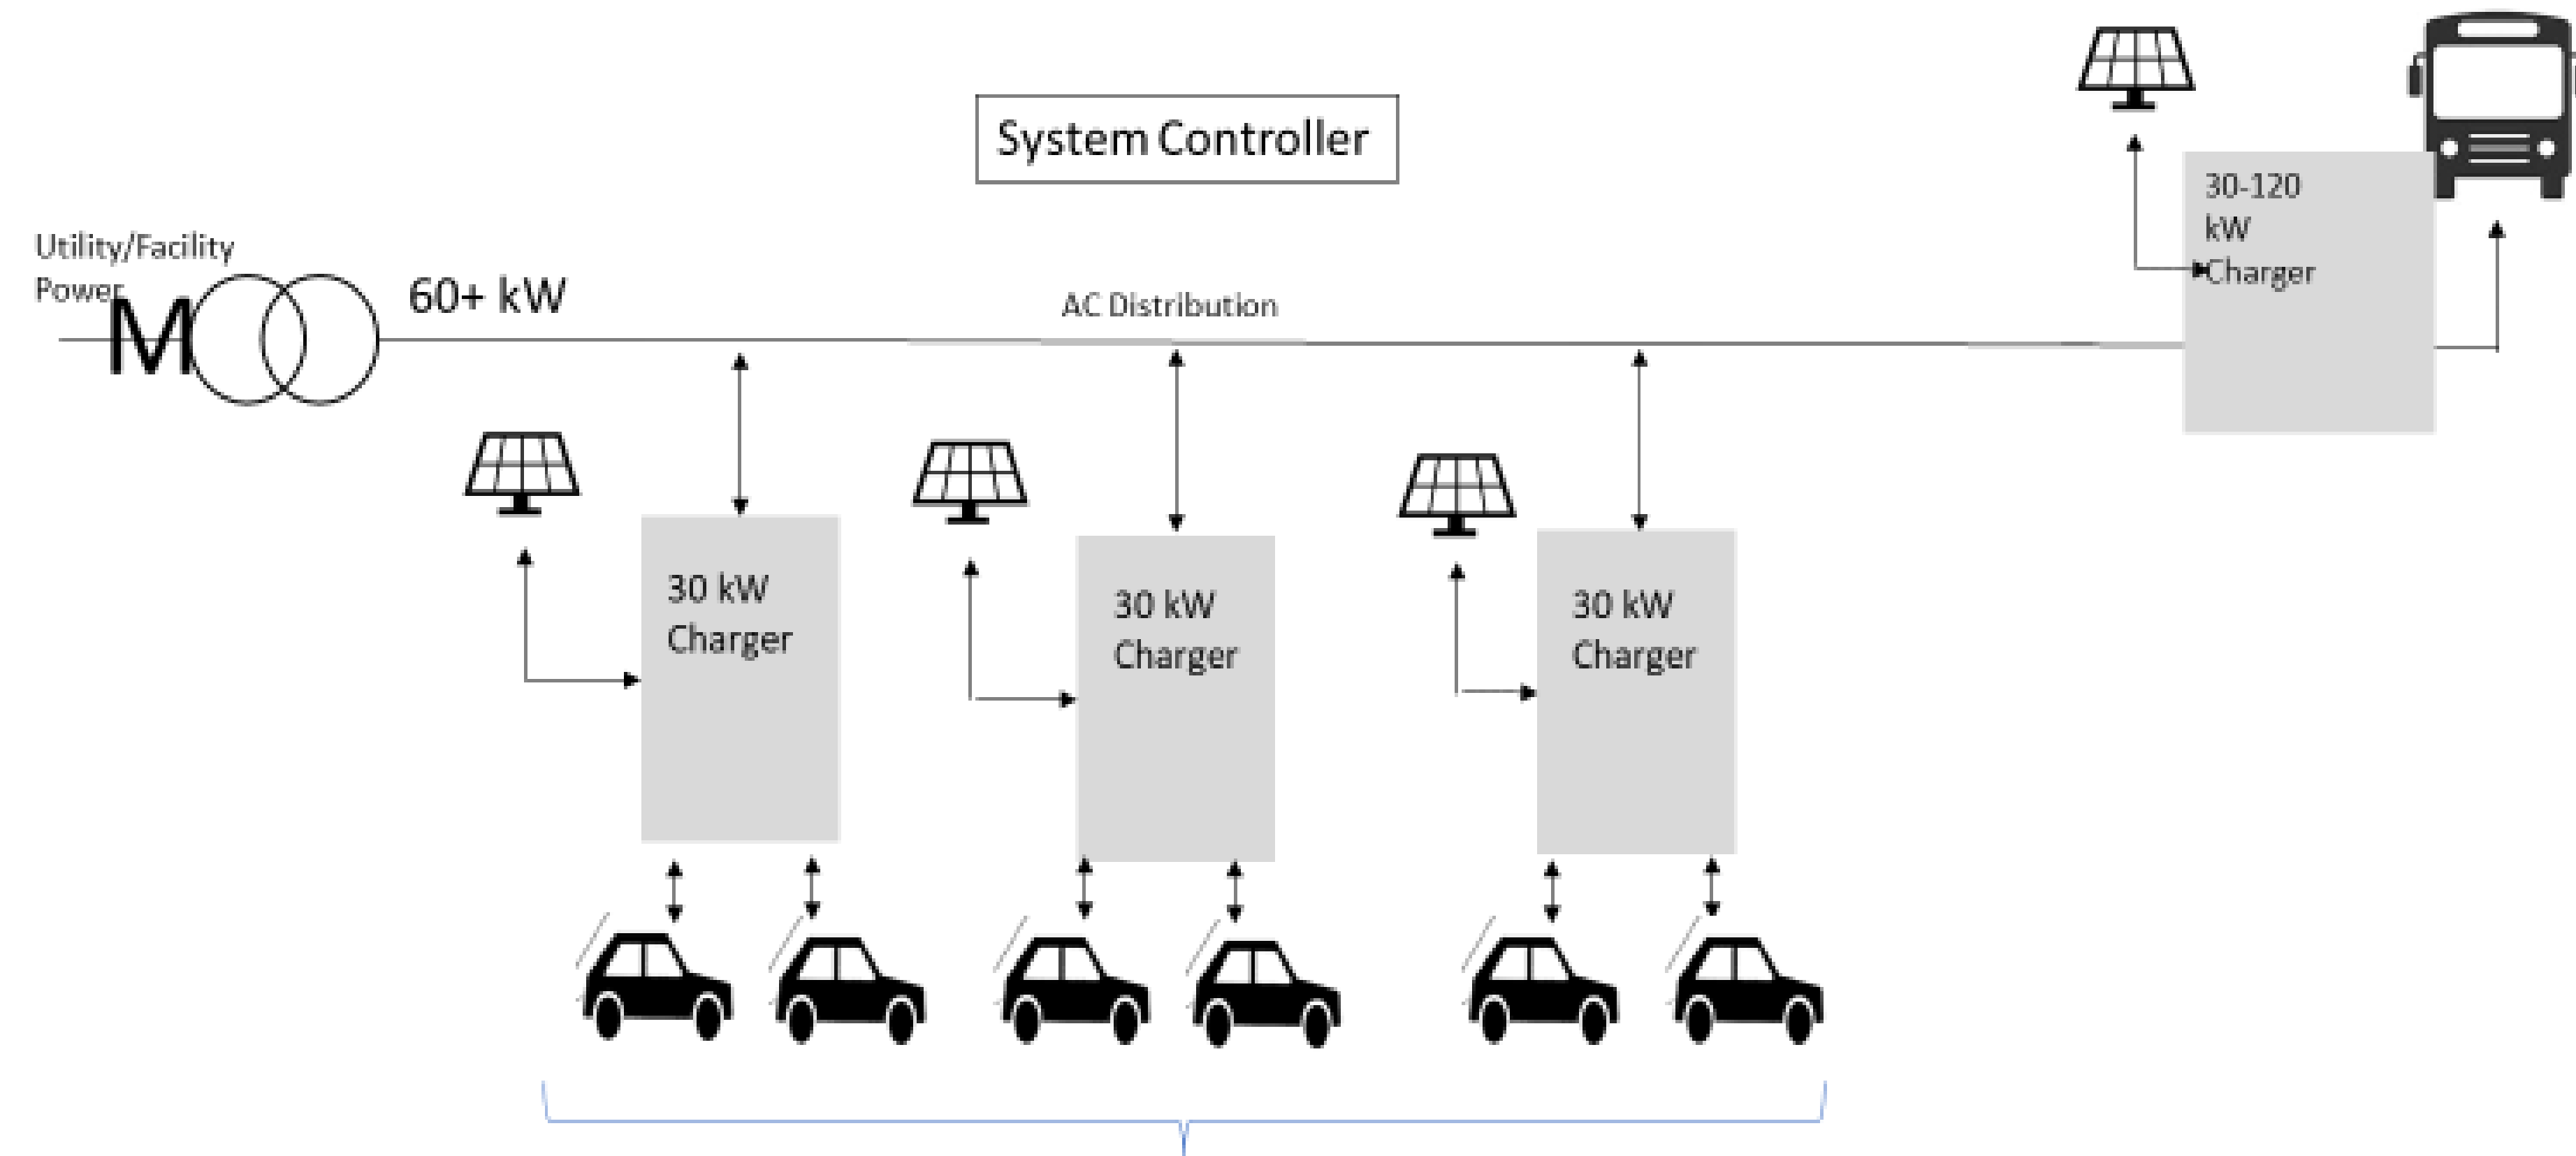 System Controller
Utility/Facility
Power
M
60+ kW
AC Distribution
30-120
kW
Charger
30 kW
Charger
30 kW
Charger
30 kW
Charger